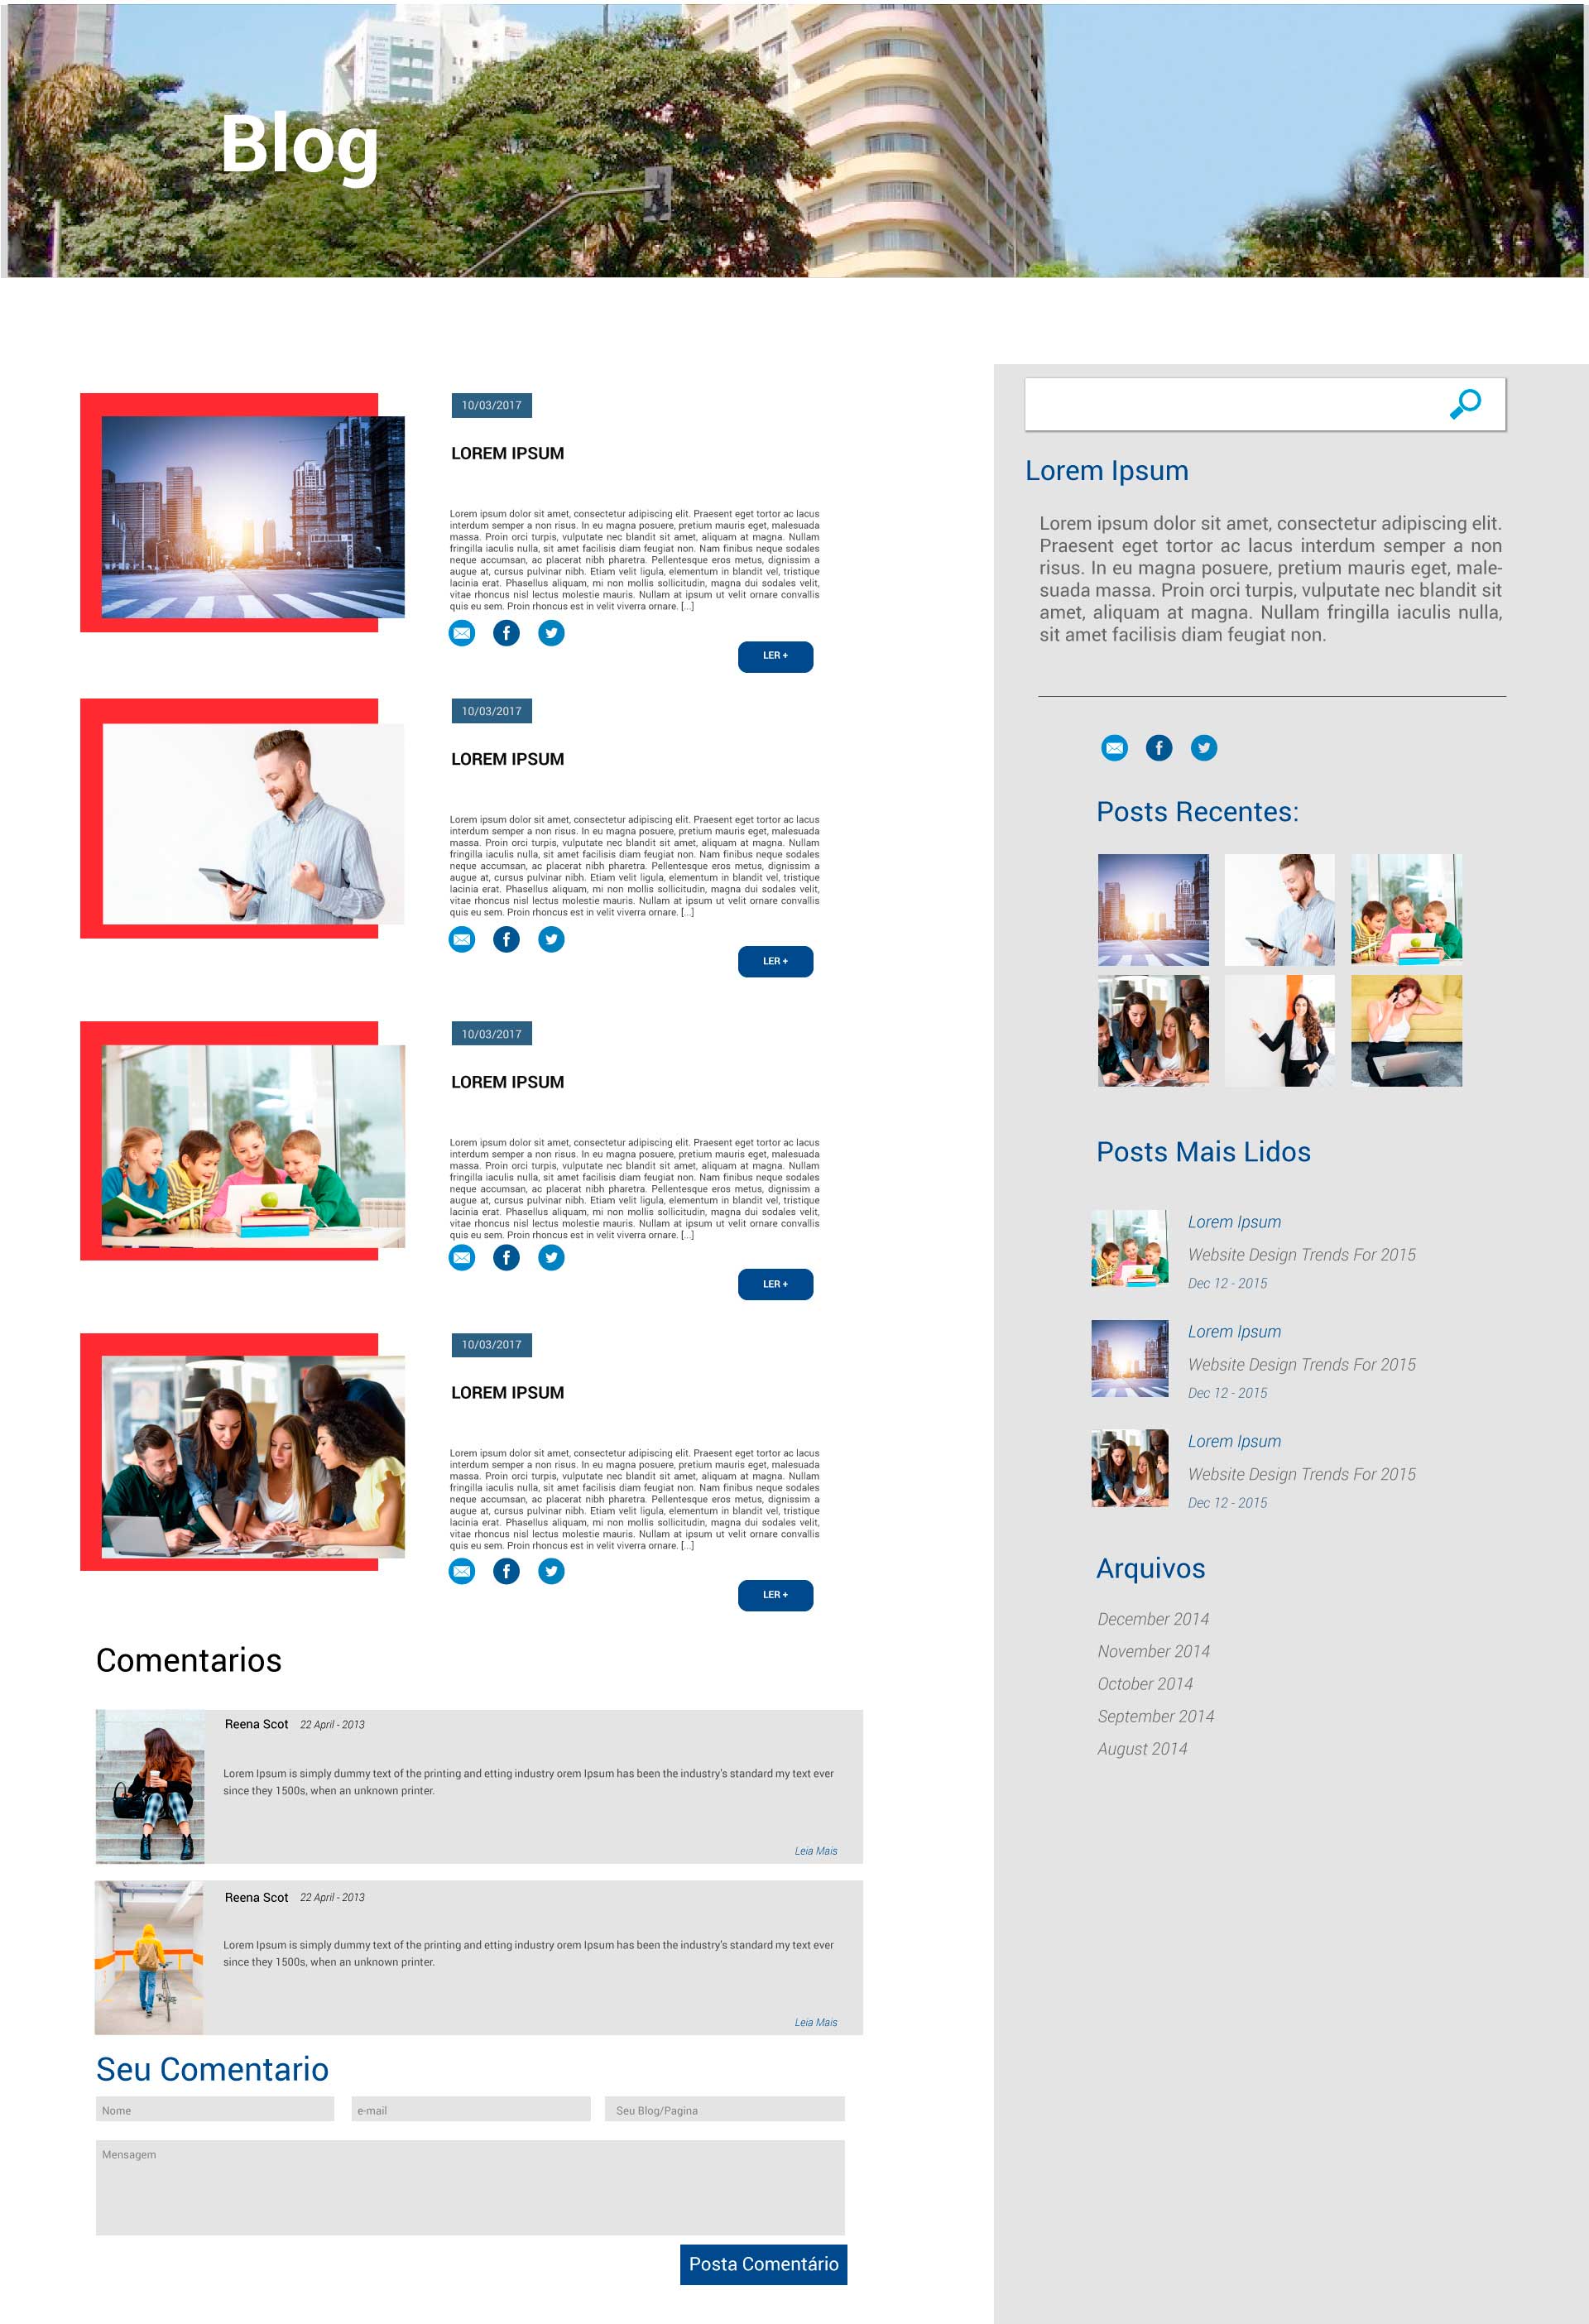 Blog
10/03/2017
LOREM IPSUM
Lorem ipsum dolor sit amet, consectetur adipiscing elit. Praesent eget tortor ac lacus
interdum semper a non risus. In eu magna posuere, pretium mauris eget, malesuada
massa. Proin orci turpis, vulputate nec blandit sit amet, aliquam at magna. Nullam
fringilla iaculis nulla, sit amet facilisis diam feugiat non. Nam finibus neque sodales
neque accumsan, ac placerat nibh pharetra. Pellentesque eros metus, dignissim a
augue at, cursus pulvinar nibh. Etiam velit ligula, elementum in blandit vel, tristique
lacinia erat. Phasellus aliquam, mi non mollis sollicitudin, magna dui sodales velit,
vitae rhoncus nisl lectus molestie mauris. Nullam at ipsum ut velit ornare convallis
quis eu sem. Proin rhoncus est in velit viverra ornare. [...]
LER +
10/03/2017
LOREM IPSUM
Lorem ipsum dolor sit amet, consectetur adipiscing elit. Praesent eget tortor ac lacus
interdum semper a non risus. In eu magna posuere, pretium mauris eget, malesuada
massa. Proin orci turpis, vulputate nec blandit sit amet, aliquam at magna. Nullam
fringilla iaculis nulla, sit amet facilisis diam feugiat non. Nam finibus neque sodales
neque accumsan, ac placerat nibh pharetra. Pellentesque eros metus, dignissim a
augue at, cursus pulvinar nibh. Etiam velit ligula, elementum in blandit vel, tristique
lacinia erat. Phasellus aliquam, mi non mollis sollicitudin, magna dui sodales velit,
vitae rhoncus nisl lectus molestie mauris. Nullam at ipsum ut velit ornare convallis
quis eu sem. Proin rhoncus est in velit viverra ornare. [...]
LER +
10/03/2017
LOREM IPSUM
Lorem ipsum dolor sit amet, consectetur adipiscing elit. Praesent eget tortor ac lacus
interdum semper a non risus. In eu magna posuere, pretium mauris eget, malesuada
massa. Proin orci turpis, vulputate nec blandit sit amet, aliquam at magna. Nullam
fringilla iaculis nulla, sit amet facilisis diam feugiat non. Nam finibus neque sodales
neque accumsan, ac placerat nibh pharetra. Pellentesque eros metus, dignissim a
augue at, cursus pulvinar nibh. Etiam velit ligula, elementum in blandit vel, tristique
lacinia erat. Phasellus aliquam, mi non mollis sollicitudin, magna dui sodales velit,
vitae rhoncus nisl lectus molestie mauris. Nullam at ipsum ut velit ornare convallis
quis eu sem. Proin rhoncus est in velit viverra ornare. [...]
LER +
10/03/2017
LOREM IPSUM
Lorem ipsum dolor sit amet, consectetur adipiscing elit. Praesent eget tortor ac lacus
interdum semper a non risus. In eu magna posuere, pretium mauris eget, malesuada
massa. Proin orci turpis, vulputate nec blandit sit amet, aliquam at magna. Nullam
fringilla iaculis nulla, sit amet facilisis diam feugiat non. Nam finibus neque sodales
neque accumsan, ac placerat nibh pharetra. Pellentesque eros metus, dignissim a
augue at, cursus pulvinar nibh. Etiam velit ligula, elementum in blandit vel, tristique
lacinia erat. Phasellus aliquam, mi non mollis sollicitudin, magna dui sodales velit,
vitae rhoncus nisl lectus molestie mauris. Nullam at ipsum ut velit ornare convallis
quis eu sem. Proin rhoncus est in velit viverra ornare. [...]
LER +
Comentarios
Reena Scot 22 April - 2013
Lorem Ipsum is simply dummy text of the printing and etting industry orem Ipsum has been the industry's standard my text ever
since they 1500s, when an unknown printer.
Leia Mais
Reena Scot 22 April - 2013
Lorem Ipsum is simply dummy text of the printing and etting industry orem Ipsum has been the industry's standard my text ever
since they 1500s, when an unknown printer.
Leia Mais
Seu Comentario
Nome
e-mail
Seu Blog/Pagina
Mensagem
Posta Comentário
Lorem Ipsum
Lorem ipsum dolor sit amet, consectetur adipiscing elit.
Praesent eget tortor ac lacus interdum semper a non
risus. In eu magna posuere, pretium mauris eget, male-
suada massa. Proin orci turpis, vulputate nec blandit sit
amet, aliquam at magna. Nullam fringilla iaculis nulla,
sit amet facilisis diam feugiat non.
Posts Recentes:
Posts Mais Lidos
Lorem Ipsum
Website Design Trends For 2015
Dec 12 - 2015
Lorem Ipsum
Website Design Trends For 2015
Dec 12 - 2015
Lorem Ipsum
Website Design Trends For 2015
Dec 12 - 2015
Arquivos
December 2014
November 2014
October 2014
September 2014
August 2014